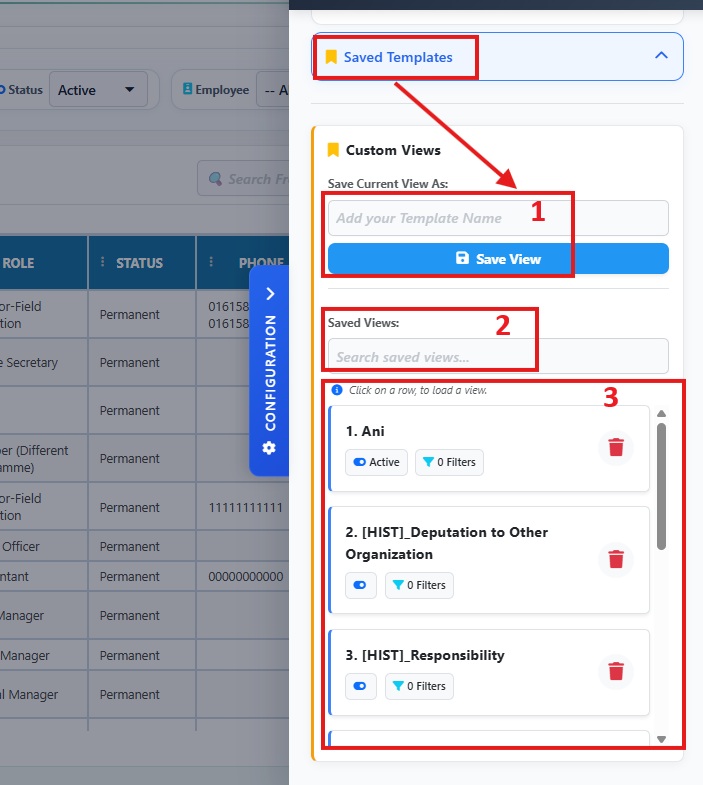 Saved Templates
Status
Active
Employee
-- A
Custom Views
Save Current View As:
Add your Template Name
1
Search Fr
Save View
ROLE
STATUS
PHONE
or-Field
tion
Permanent
016158
016158
CONFIGURATION
Saved Views:
2
Search saved views...
e Secretary
Permanent
Click on a row, to load a view.
3
Permanent
1. Ani
Active
0 Filters
per (Different
amme)
Permanent
or-Field
tion
Permanent
11111111111
2. [HIST]_Deputation to Other
Organization
0 Filters
Officer
Permanent
ntant
Permanent
00000000000
Manager
Permanent
Manager
Permanent
3. [HIST]_Responsibility
0 Filters
l Manager
Permanent